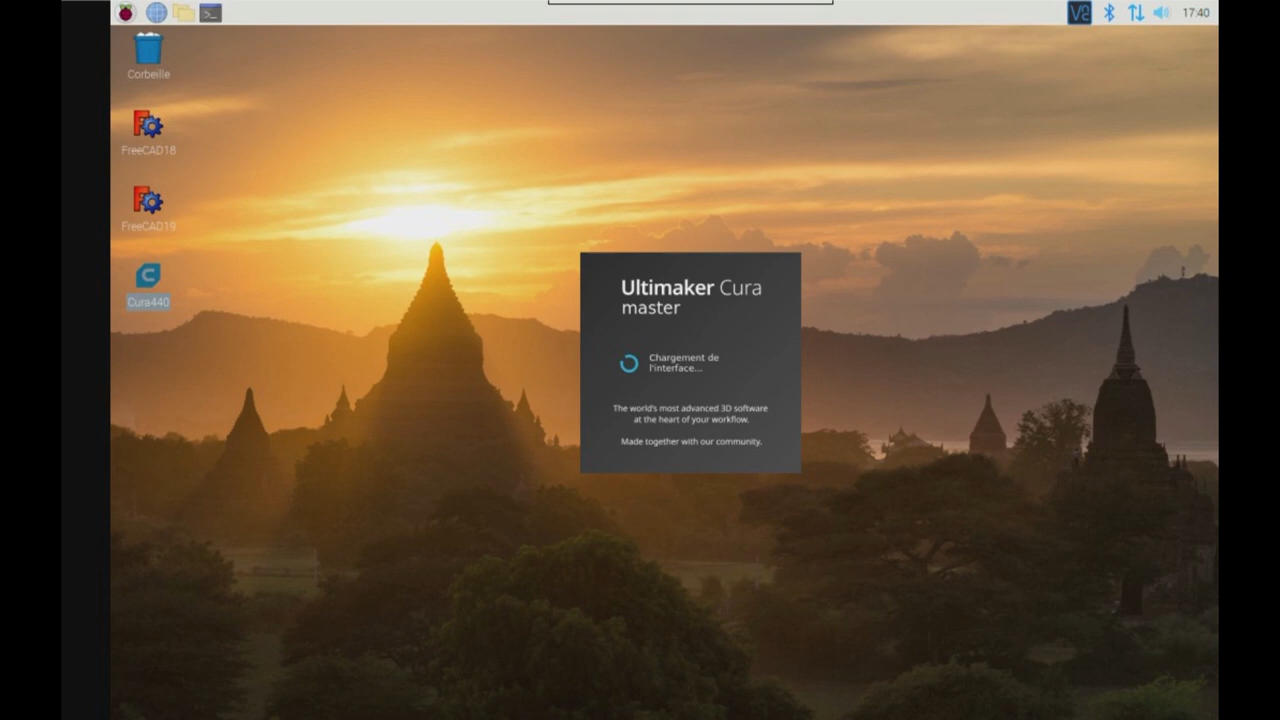 V2
17:40
Corbeille
FreeCAD18
FreeCAD19
Cura440
Ultimaker Cura
master
Chargement de
l'interface...
The world's most advanced 3D software
at the heart of your workflow.
Made together with our community.